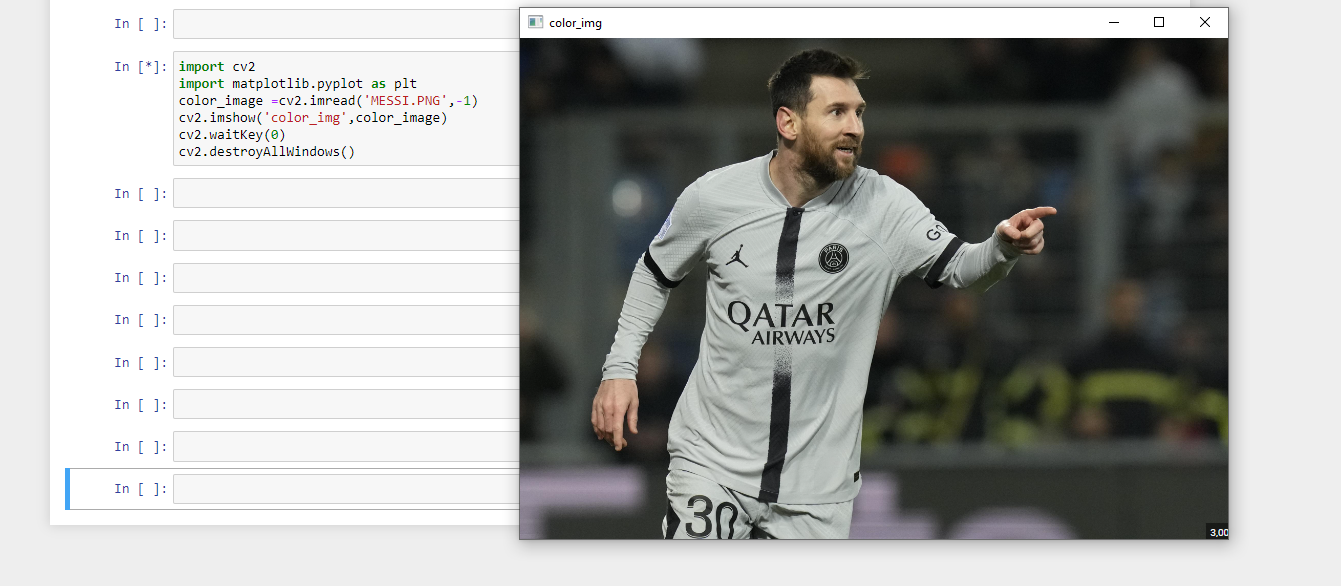 In [ ]:
In [*]:
import cv2
import matplotlib.pyplot as plt
color_image =cv2.imread('MESSI.PNG',-1)
cv2.imshow('color_img',color_image)
cv2.waitKey(0)
cv2.destroyAllWindows()
In [ ]:
In [ ]:
In [ ]:
In [ ]:
In [ ]:
In [ ]:
In [ ]:
In [ ]:
color_img
GO
PARIS
QATAR
AIRWAYS
30
3,00